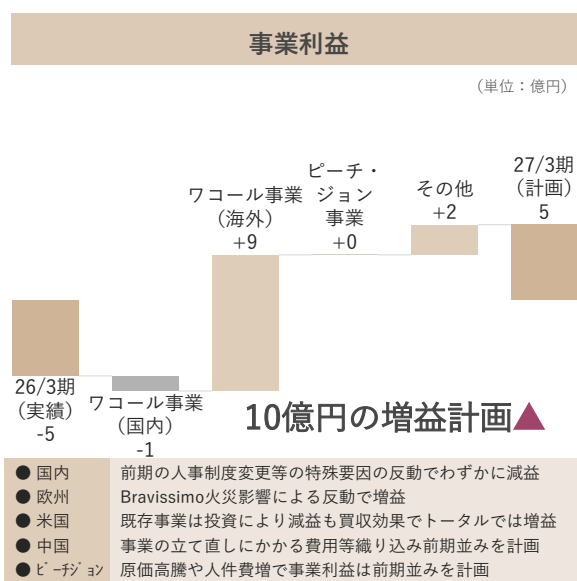 事業利益
（単位：億円）
26/3期
（実績）
-5
ワコール事業
（国内）
-1
ワコール事業
（海外）
+9
ピーチ・
ジョン
事業
+0
その他
+2
27/3期
（計画）
5
10億円の増益計画▲
● 国内 前期の人事制度変更等の特殊要因の反動でわずかに減益
● 欧州 Bravissimo火災影響による反動で増益
● 米国 既存事業は投資により減益も買収効果でトータルでは増益
● 中国 事業の立て直しにかかる費用等織り込み前期並みを計画
● ﾋﾟｰﾁｼﾞｮﾝ 原価高騰や人件費増で事業利益は前期並みを計画